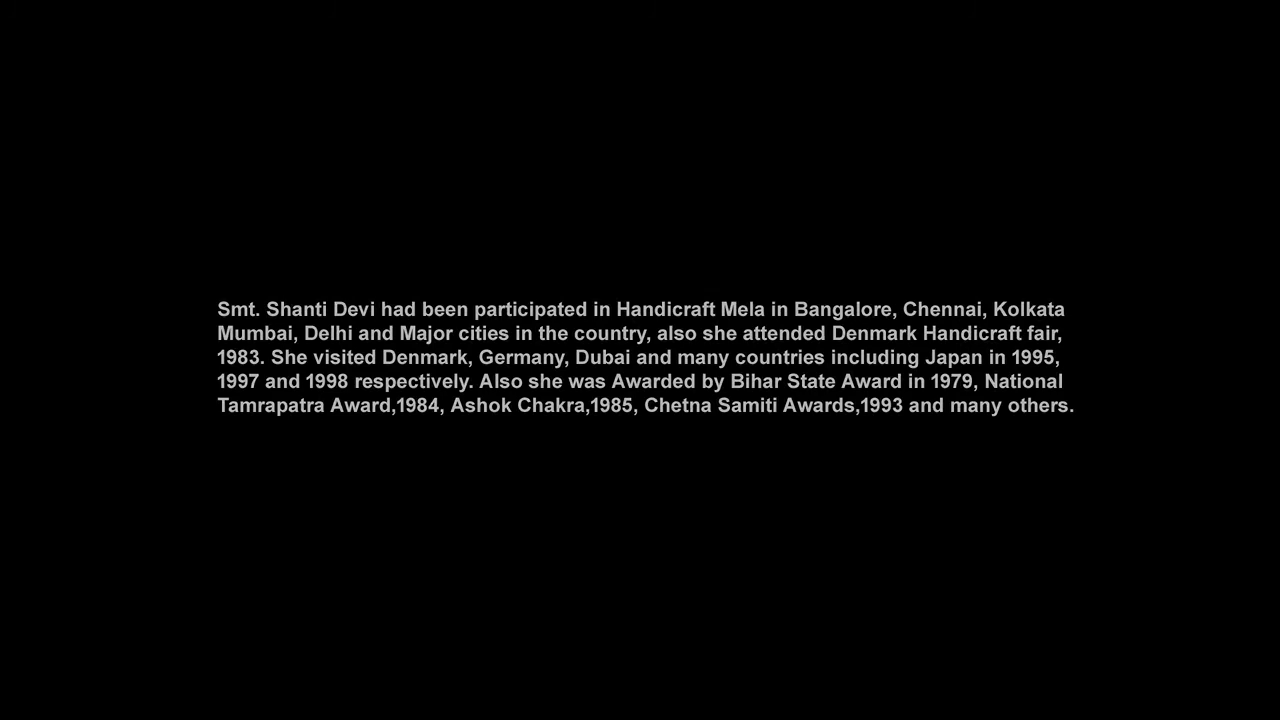 Smt. Shanti Devi had been participated in Handicraft Mela in Bangalore, Chennai, Kolkata
Mumbai, Delhi and Major cities in the country, also she attended Denmark Handicraft fair,
1983. She visited Denmark, Germany, Dubai and many countries including Japan in 1995,
1997 and 1998 respectively. Also she was Awarded by Bihar State Award in 1979, National
Tamrapatra Award,1984, Ashok Chakra,1985, Chetna Samiti Awards,1993 and many others.